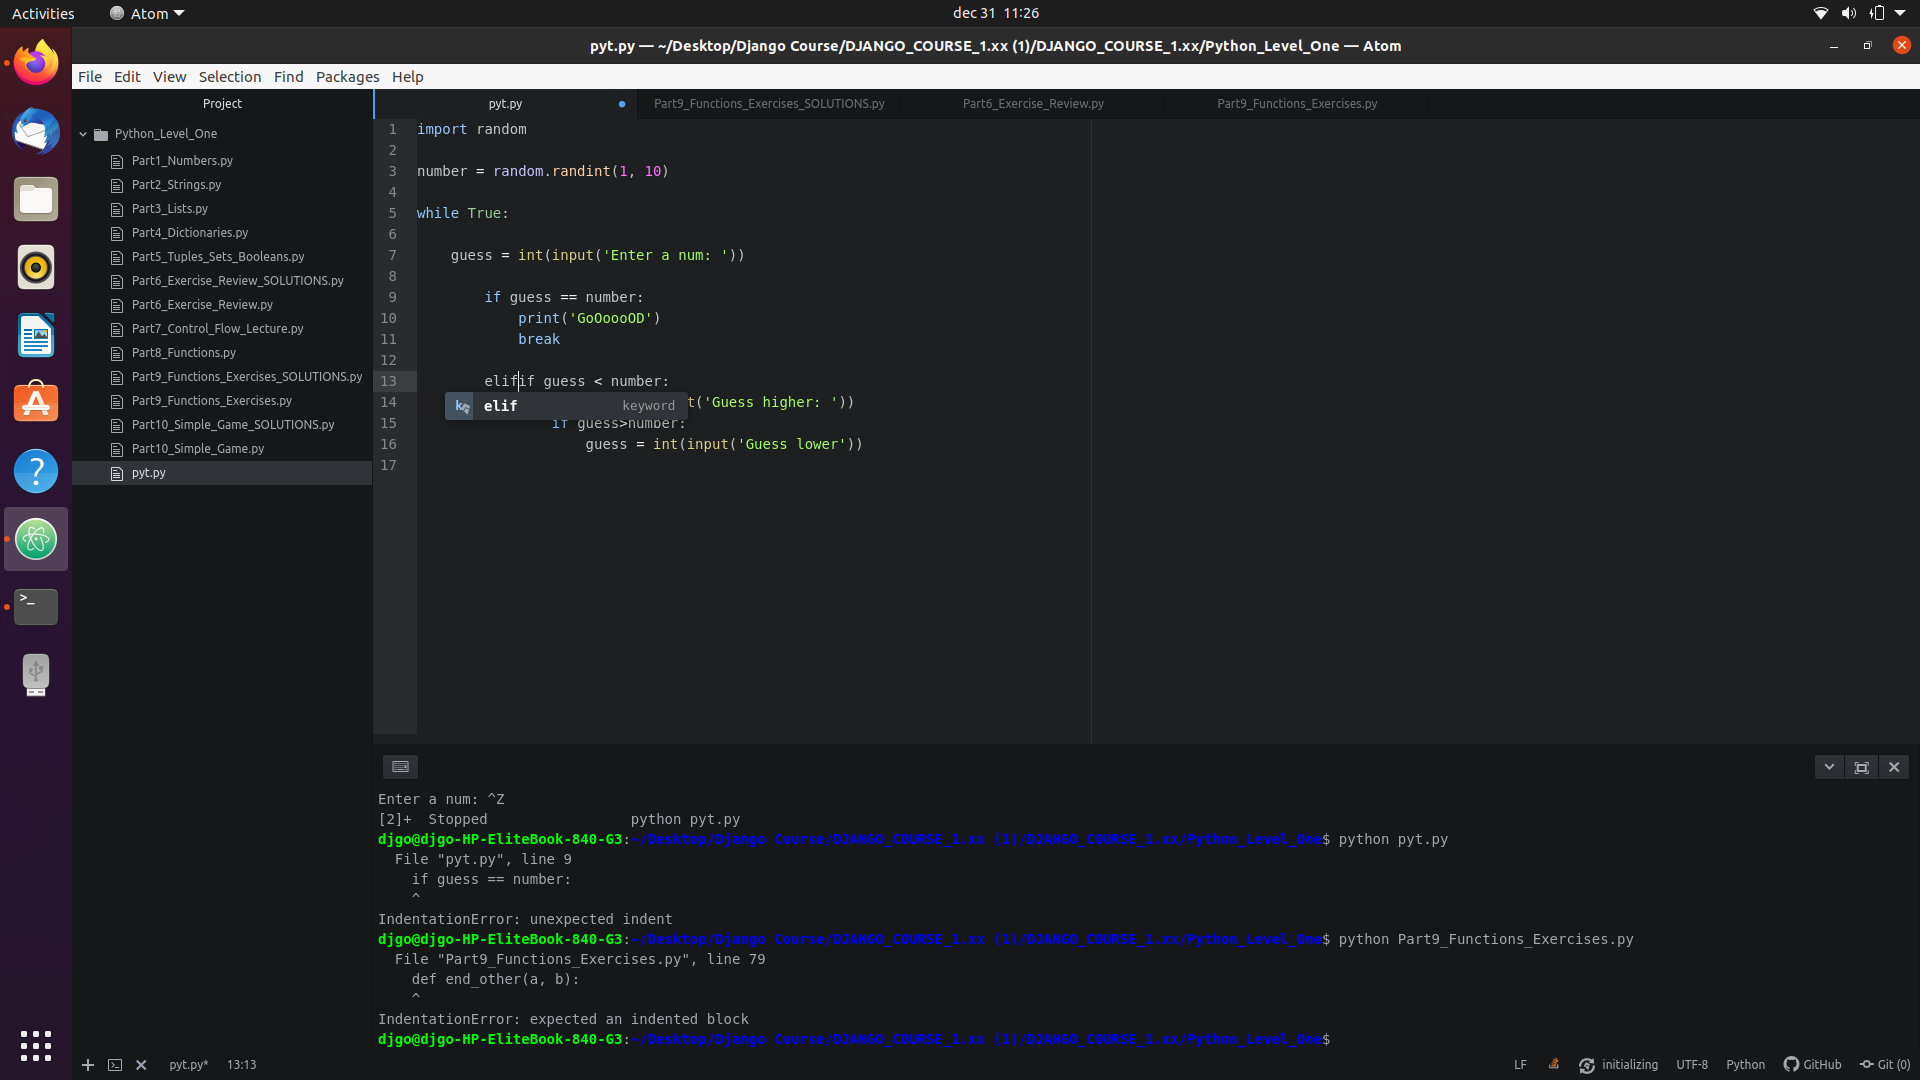 Activities
Atom
dec 31 11:26
pyt.py — ~/Desktop/Django Course/DJANGO_COURSE_1.xx (1)/DJANGO_COURSE_1.xx/Python_Level_One — Atom
File Edit View Selection Find Packages Help
Project
Python_Level_One
Part1_Numbers.py
Part2_Strings.py
Part3_Lists.py
Part4_Dictionaries.py
Part5_Tuples_Sets_Booleans.py
Part6_Exercise_Review_SOLUTIONS.py
Part6_Exercise_Review.py
Part7_Control_Flow_Lecture.py
Part8_Functions.py
Part9_Functions_Exercises_SOLUTIONS.py
Part9_Functions_Exercises.py
Part10_Simple_Game_SOLUTIONS.py
Part10_Simple_Game.py
pyt.py
pyt.py
Part9_Functions_Exercises_SOLUTIONS.py
Part6_Exercise_Review.py
Part9_Functions_Exercises.py
1 import random
2
3 number = random.randint(1, 10)
4
5 while True:
6
7 guess = int(input('Enter a num: '))
8
9 if guess == number:
10 print('GoOoooOD')
11 break
12
13 elifif guess < number:
14 t('Guess higher: '))
elif keyword
15 if guess>number:
16 guess = int(input('Guess lower'))
17
Enter a num: ^Z
[2]+ Stopped python pyt.py
djgo@djgo-HP-EliteBook-840-G3:~/Desktop/Django Course/DJANGO_COURSE_1.xx (1)/DJANGO_COURSE_1.xx/Python_Level_One$ python pyt.py
File "pyt.py", line 9
if guess == number:
^
IndentationError: unexpected indent
djgo@djgo-HP-EliteBook-840-G3:~/Desktop/Django Course/DJANGO_COURSE_1.xx (1)/DJANGO_COURSE_1.xx/Python_Level_One$ python Part9_Functions_Exercises.py
File "Part9_Functions_Exercises.py", line 79
def end_other(a, b):
^
IndentationError: expected an indented block
djgo@djgo-HP-EliteBook-840-G3:~/Desktop/Django Course/DJANGO_COURSE_1.xx (1)/DJANGO_COURSE_1.xx/Python_Level_One$
pyt.py* 13:13
LF initializing UTF-8 Python GitHub Git (0)